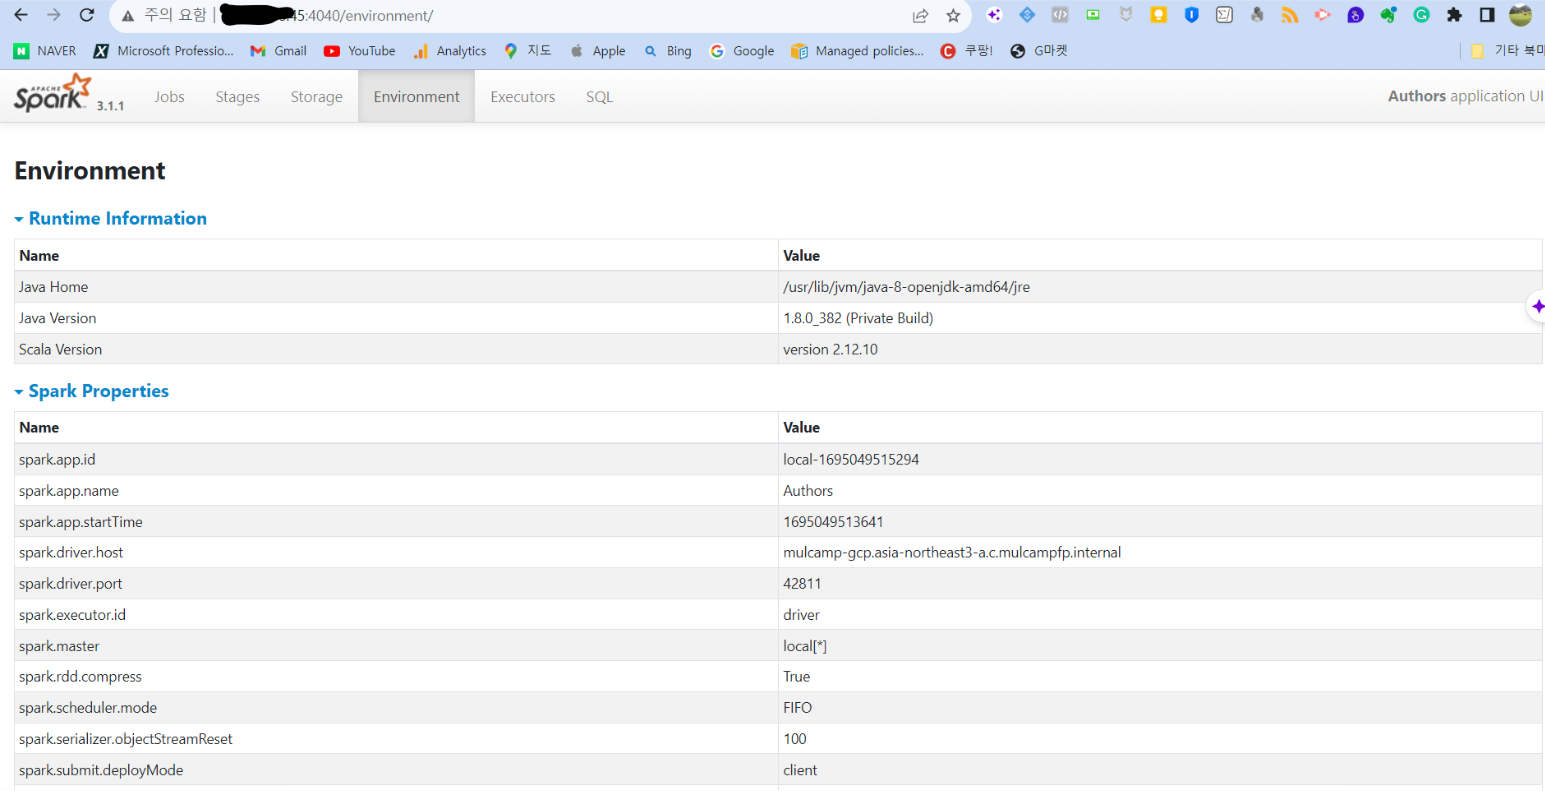 주의 요함 | 45:4040/environment/
NAVER Microsoft Professio... Gmail YouTube Analytics 지도 Apple Bing Google Managed policies... 쿠팡! G마켓 기타 북마
APACHE Spark 3.1.1 Jobs Stages Storage Environment Executors SQL Authors application UI
Environment
Runtime Information
Name Value
Java Home /usr/lib/jvm/java-8-openjdk-amd64/jre
Java Version 1.8.0_382 (Private Build)
Scala Version version 2.12.10
Spark Properties
Name Value
spark.app.id local-1695049515294
spark.app.name Authors
spark.app.startTime 1695049513641
spark.driver.host mulcamp-gcp.asia-northeast3-a.c.mulcampfp.internal
spark.driver.port 42811
spark.executor.id driver
spark.master local[*]
spark.rdd.compress True
spark.scheduler.mode FIFO
spark.serializer.objectStreamReset 100
spark.submit.deployMode client